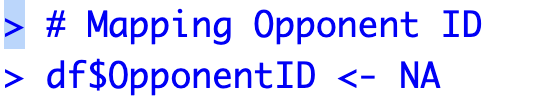 > # Mapping Opponent ID
> df$OpponentID <- NA